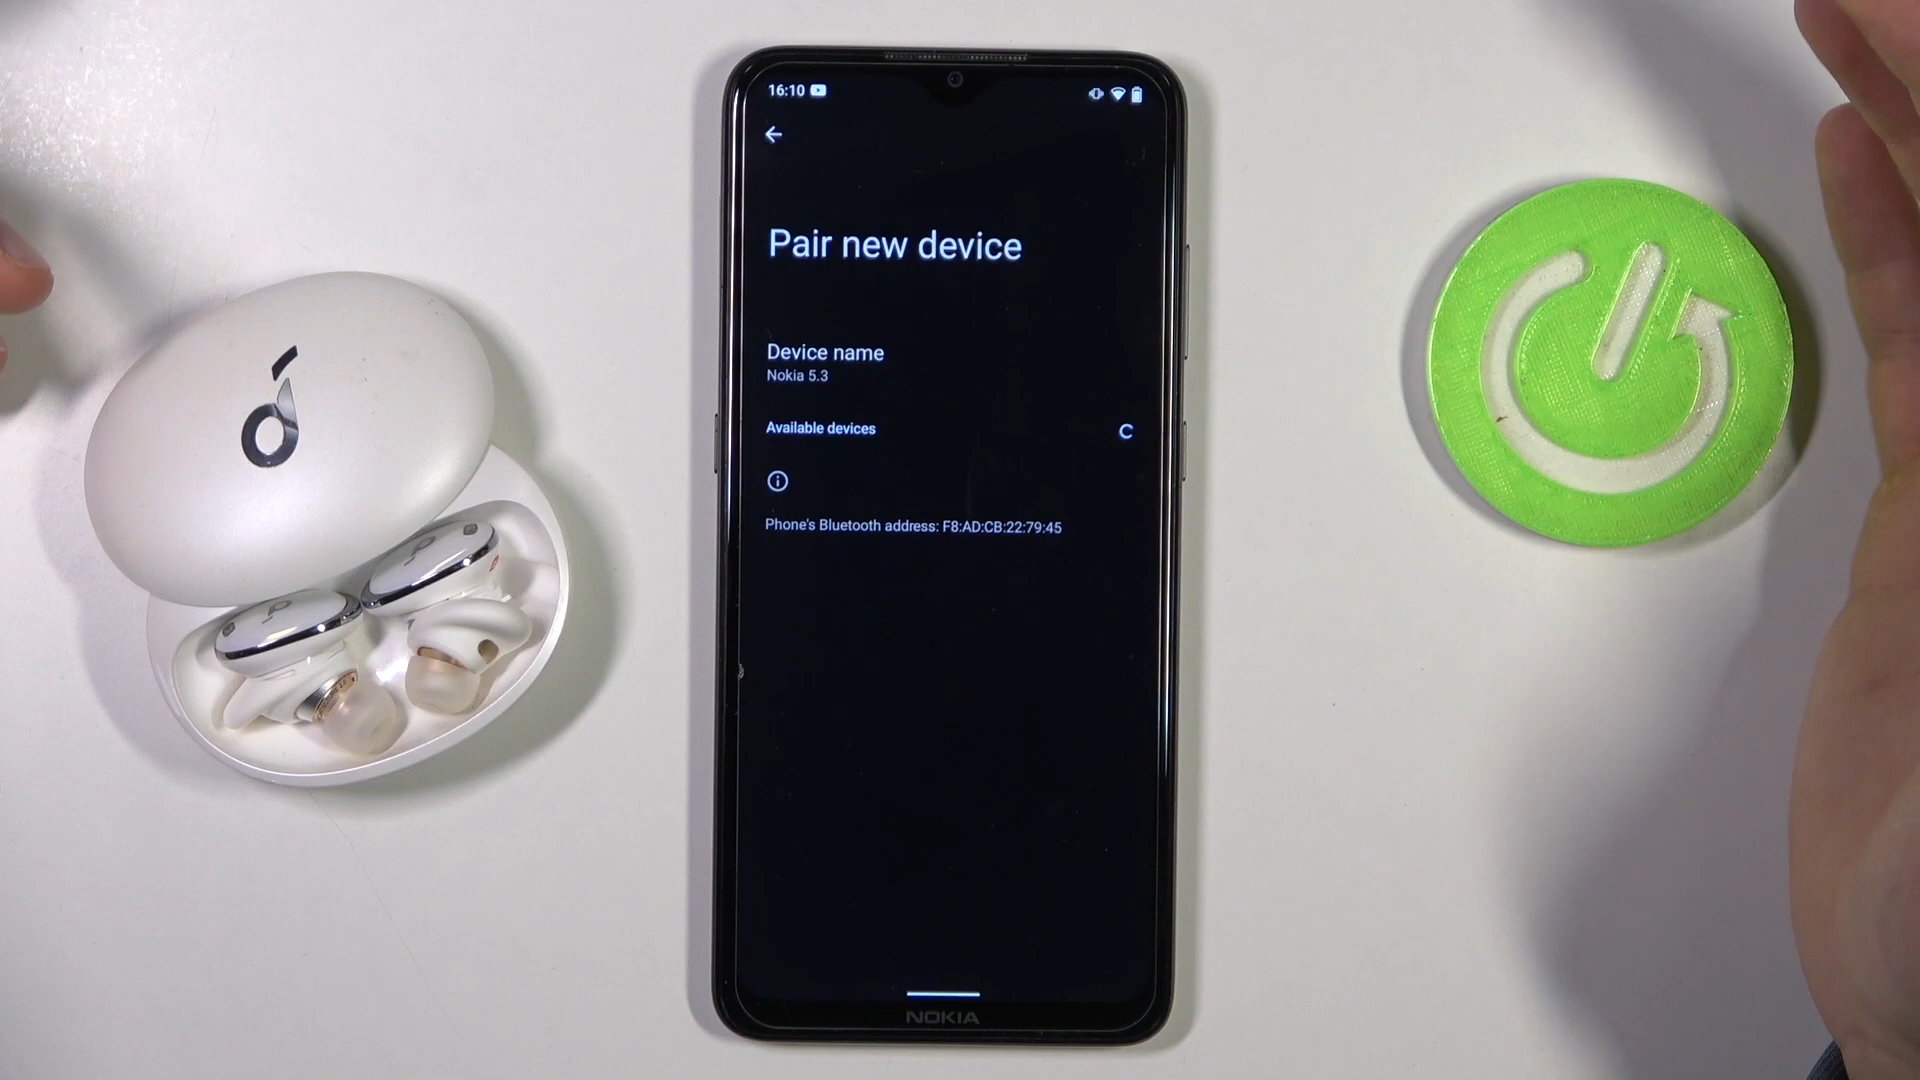 16:10
Pair new device
Device name
Nokia 5.3
Available devices
Phone's Bluetooth address: F8:AD:CB:22:79:45
NOKIA